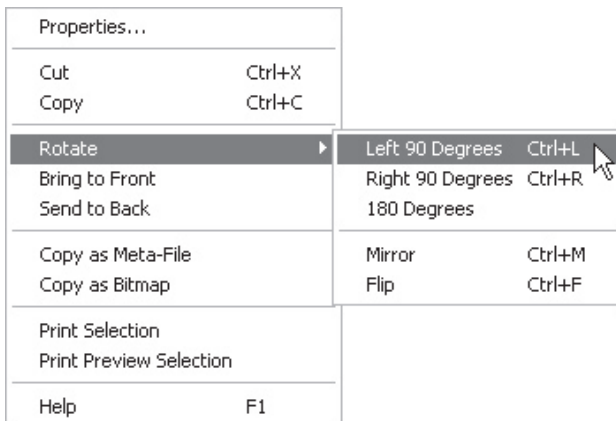 Properties...
Cut Ctrl+X
Copy Ctrl+C
Rotate
Bring to Front
Send to Back
Copy as Meta-File
Copy as Bitmap
Print Selection
Print Preview Selection
Help F1
Left 90 Degrees Ctrl+L
Right 90 Degrees Ctrl+R
180 Degrees
Mirror Ctrl+M
Flip Ctrl+F